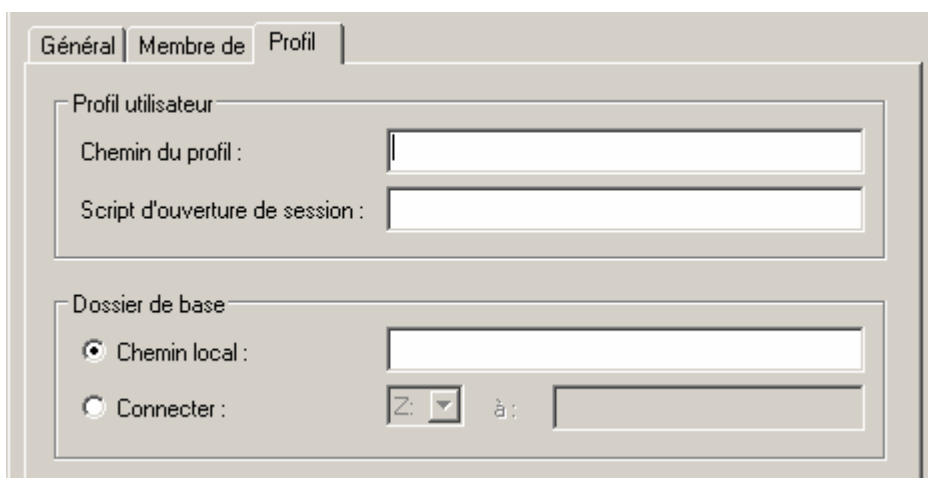 Général Membre de Profil
Profil utilisateur
Chemin du profil :
Script d'ouverture de session :
Dossier de base
Chemin local :
Connecter : Z: à :